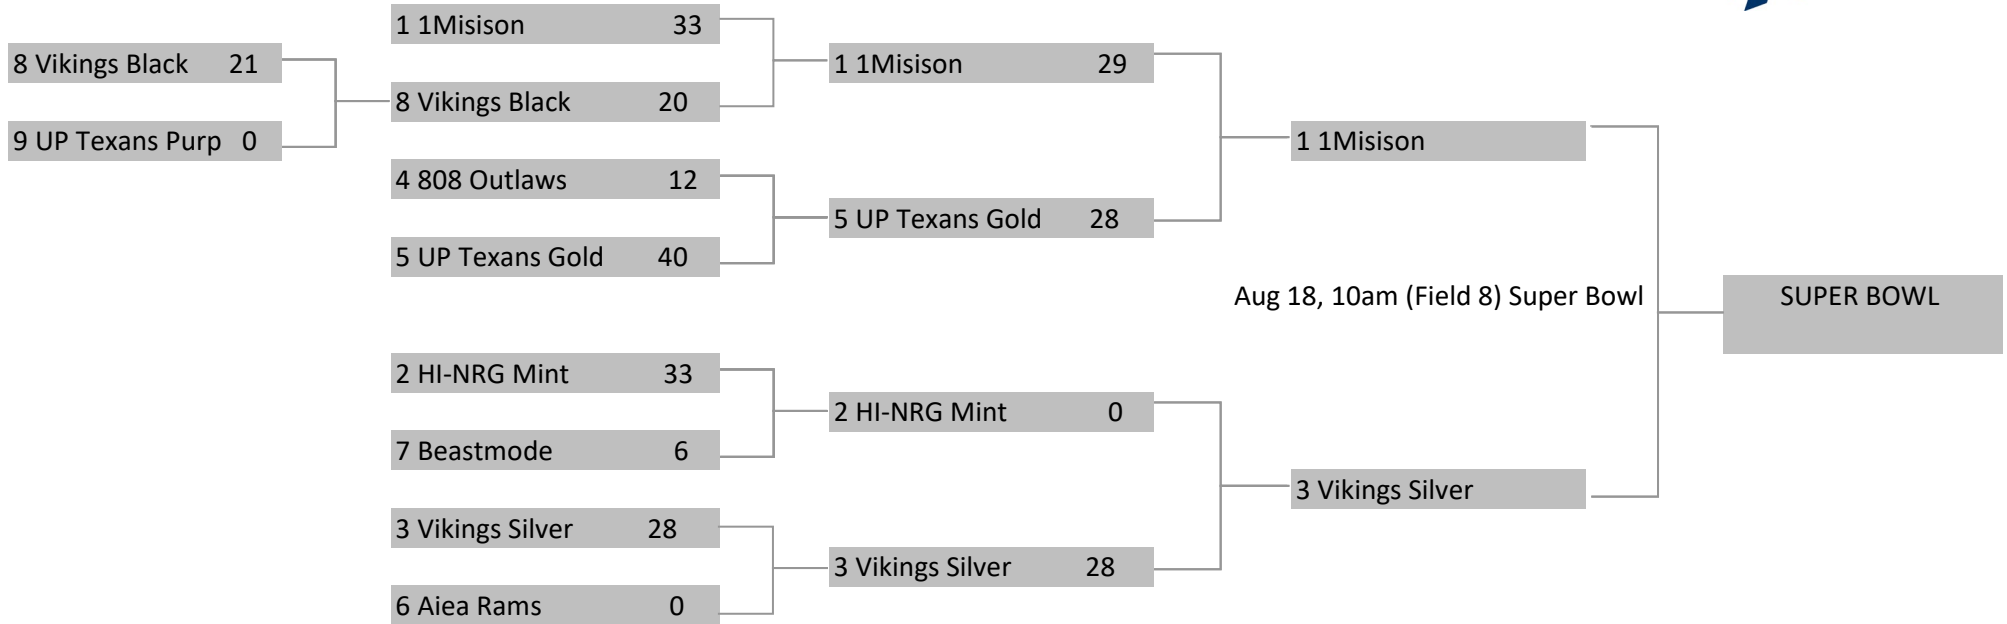 8 Vikings Black 21
9 UP Texans Purp 0
1 1Misison 33
8 Vikings Black 20
4 808 Outlaws 12
5 UP Texans Gold 40
2 HI-NRG Mint 33
7 Beastmode 6
3 Vikings Silver 28
6 Aiea Rams 0
1 1Misison 29
5 UP Texans Gold 28
2 HI-NRG Mint 0
3 Vikings Silver 28
1 1Misison
Aug 18, 10am (Field 8) Super Bowl
3 Vikings Silver
SUPER BOWL